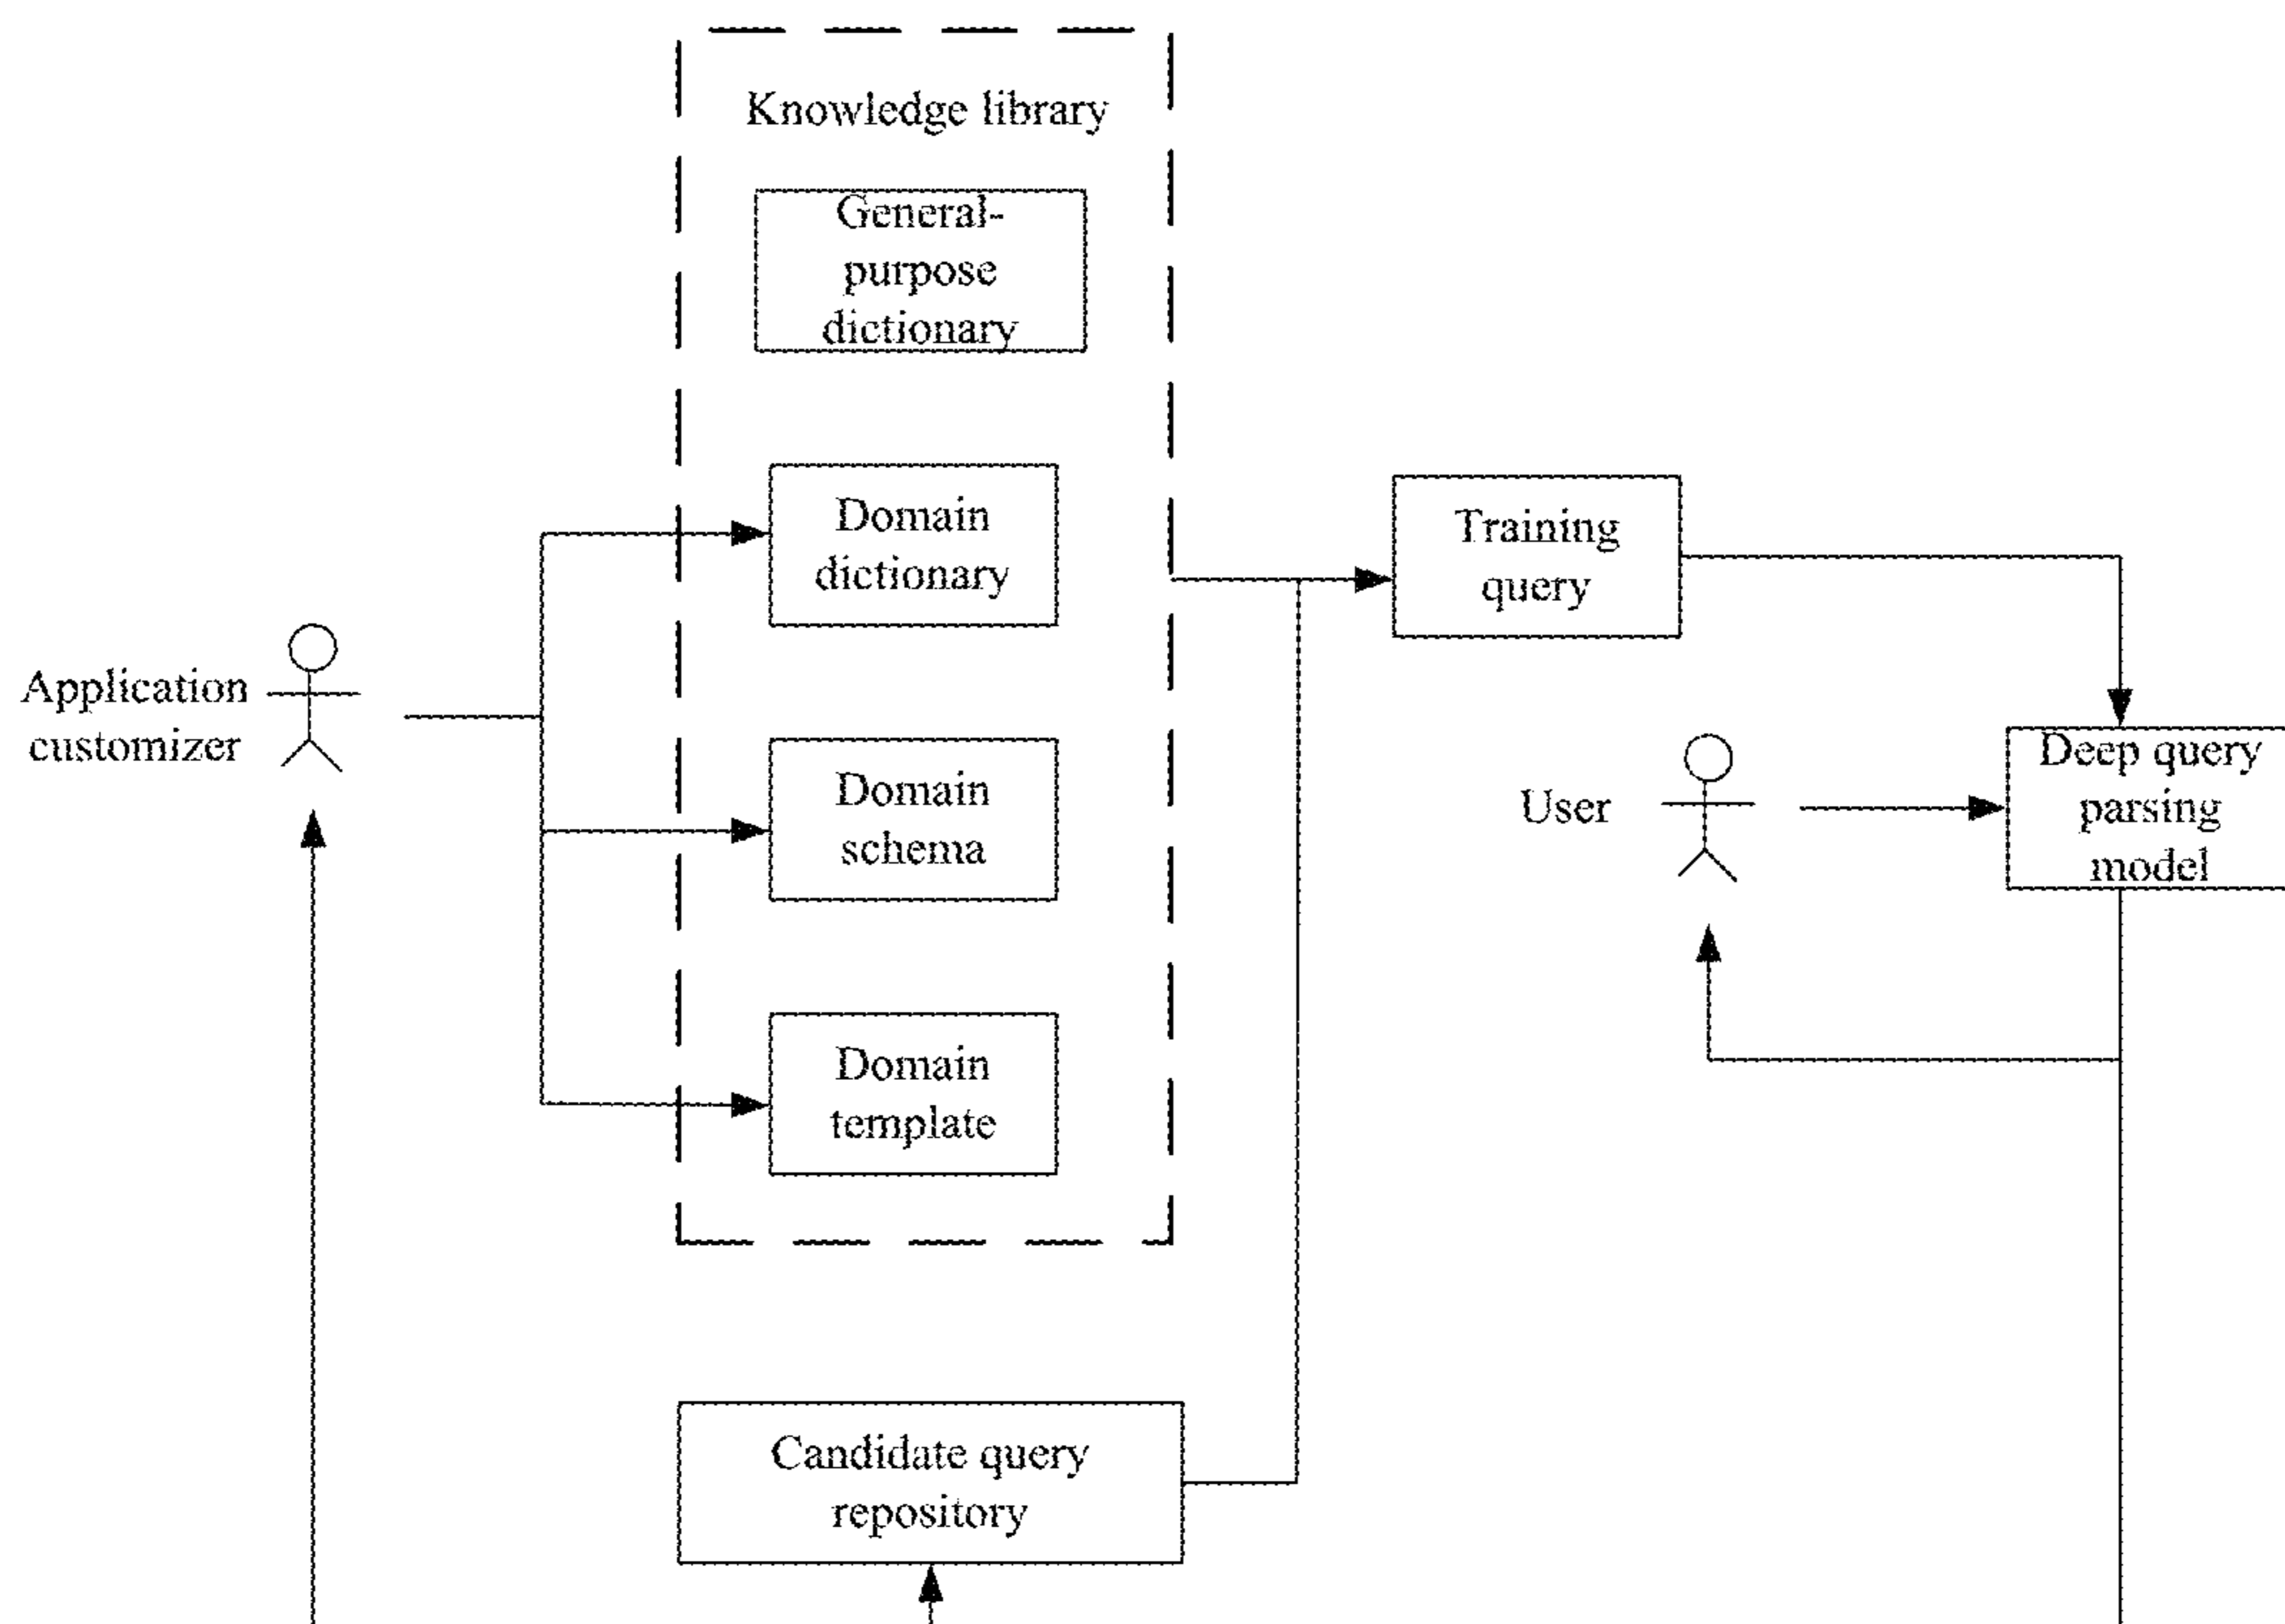 Knowledge library
General-
purpose
dictionary
Domain
dictionary
Training
query
Application
customizer
Domain
schema
User
Deep query
parsing
model
Domain
template
Candidate query
repository